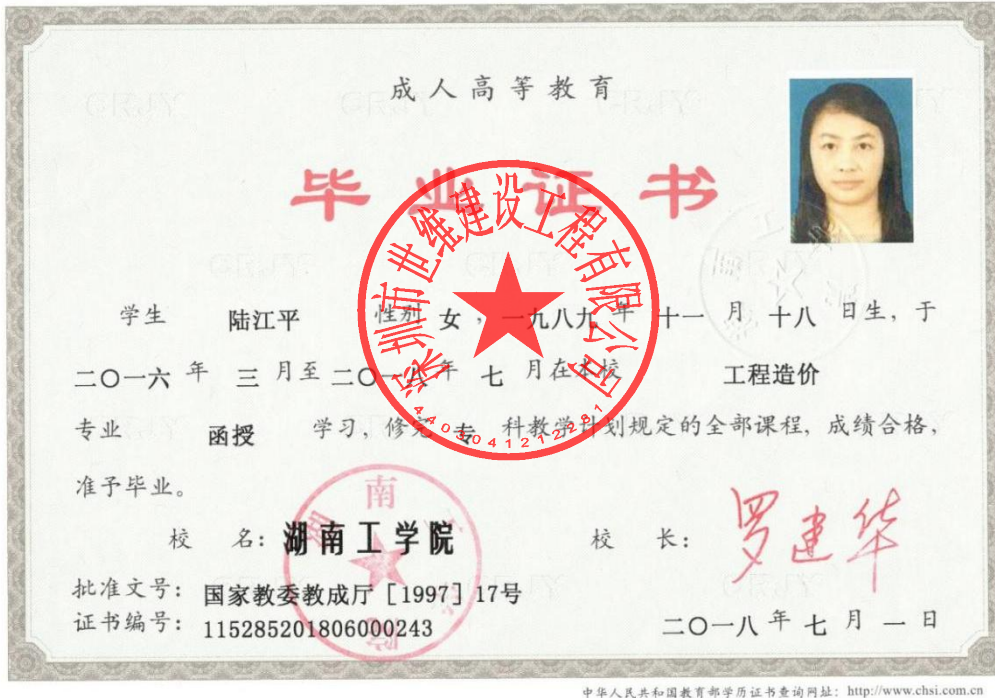 成人高等教育
毕业证书
深圳市世维建设工程有限公司
4403041212281
学生 陆江平 性别 女，一九八九 年 十一 月 十八 日生，于
二〇一六 年 三 月至 二〇一八 年 七 月在本校 工程造价
专业 函授 学习，修完 专 科教学计划规定的全部课程，成绩合格，
准予毕业。
校 名：湖南工学院 校 长：罗建华
批准文号：国家教委教成厅［1997］17号
证书编号：115285201806000243 二〇一八 年 七 月 一 日
中华人民共和国教育部学历证书查询网址：http://www.chsi.com.cn